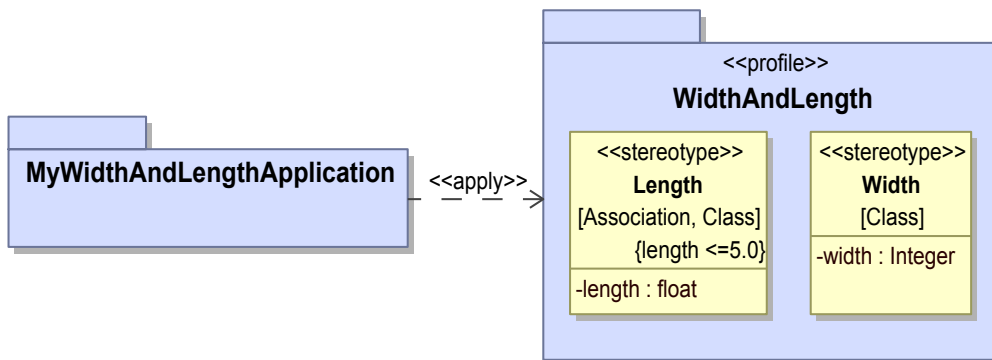 MyWidthAndLengthApplication
<<apply>>
<<profile>>
WidthAndLength
<<stereotype>>
Length
[Association, Class]
{length <=5.0}
-length : float
<<stereotype>>
Width
[Class]
-width : Integer